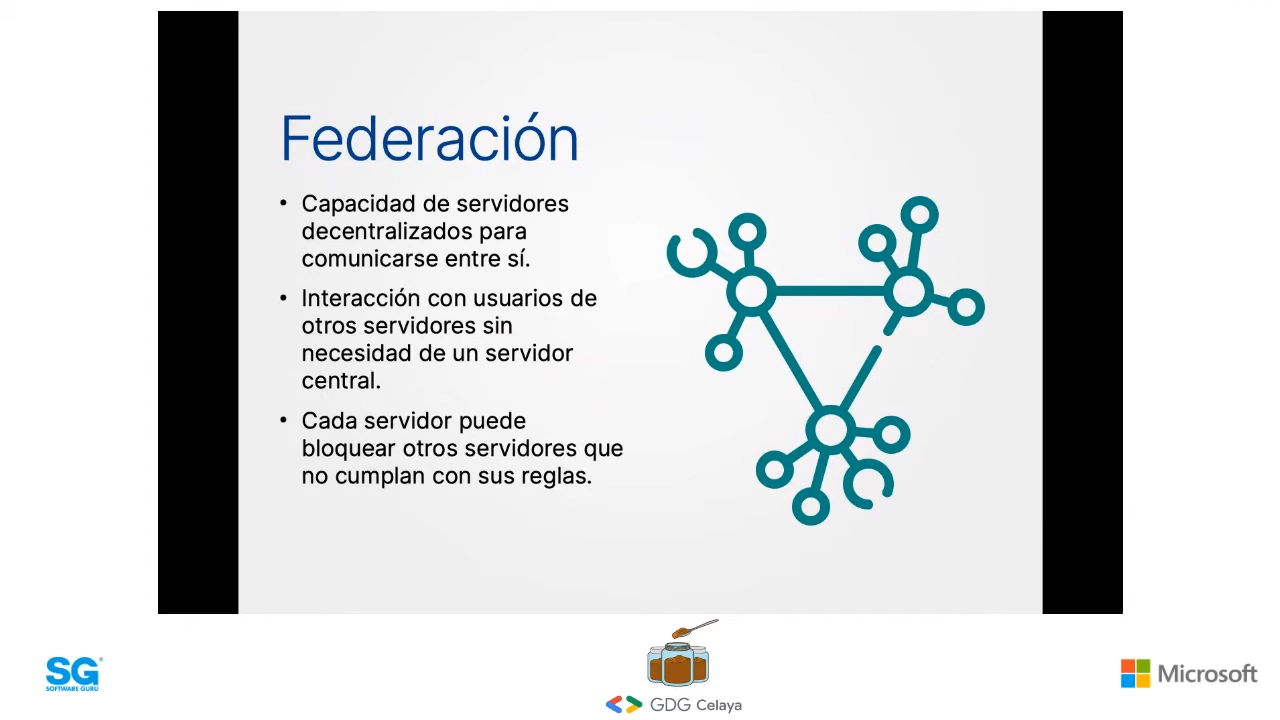 Federación
• Capacidad de servidores
decentralizados para
comunicarse entre sí.
• Interacción con usuarios de
otros servidores sin
necesidad de un servidor
central.
• Cada servidor puede
bloquear otros servidores que
no cumplan con sus reglas.
SG
SOFTWARE GURU
GDG Celaya
Microsoft